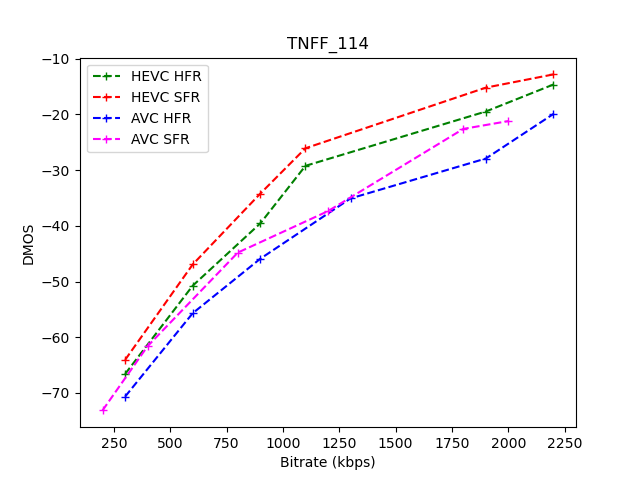 TNFF_114
HEVC HFR
HEVC SFR
AVC HFR
AVC SFR
DMOS
−10
−20
−30
−40
−50
−60
−70
250 500 750 1000 1250 1500 1750 2000 2250
Bitrate (kbps)